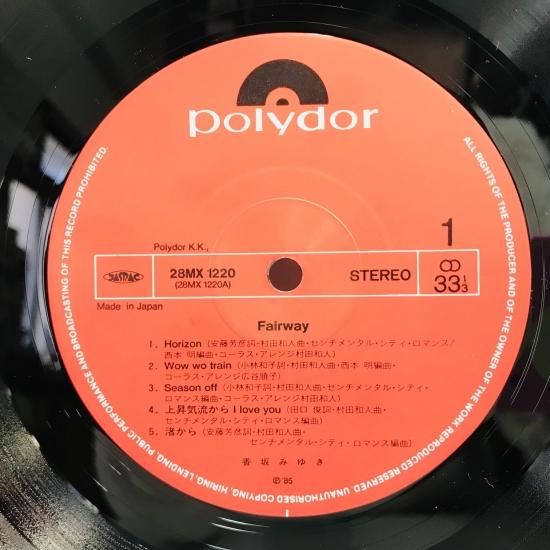 polydor
Polydor K.K.,
1
JASRAC
28MX 1220
(28MX 1220A)
STEREO
33 1/3
Made in Japan
Fairway
1. Horizon (安藤芳彦詞・村田和人曲・センチメンタル・シティ・ロマンス/
西本 明編曲・コーラス・アレンジ村田和人)
2. Wow wo train (小林和子詞・村田和人曲・西本 明編曲・
コーラス・アレンジ広谷順子)
3. Season off (小林和子詞・村田和人曲・センチメンタル・シティ・
ロマンス編曲・コーラス・アレンジ村田和人)
4. 上昇気流から I love you (田口 俊詞・村田和人曲・センチメンタル・シティ・
ロマンス編曲)
5. 渚から (安藤芳彦詞・村田和人曲・
センチメンタル・シティ・ロマンス編曲)
香坂みゆき
℗'85
ALL RIGHTS OF THE PRODUCER AND OF THE OWNER OF THE WORK REPRODUCED RESERVED. UNAUTHORISED COPYING, HIRING, LENDING, PUBLIC PERFORMANCE AND BROADCASTING OF THIS RECORD PROHIBITED.